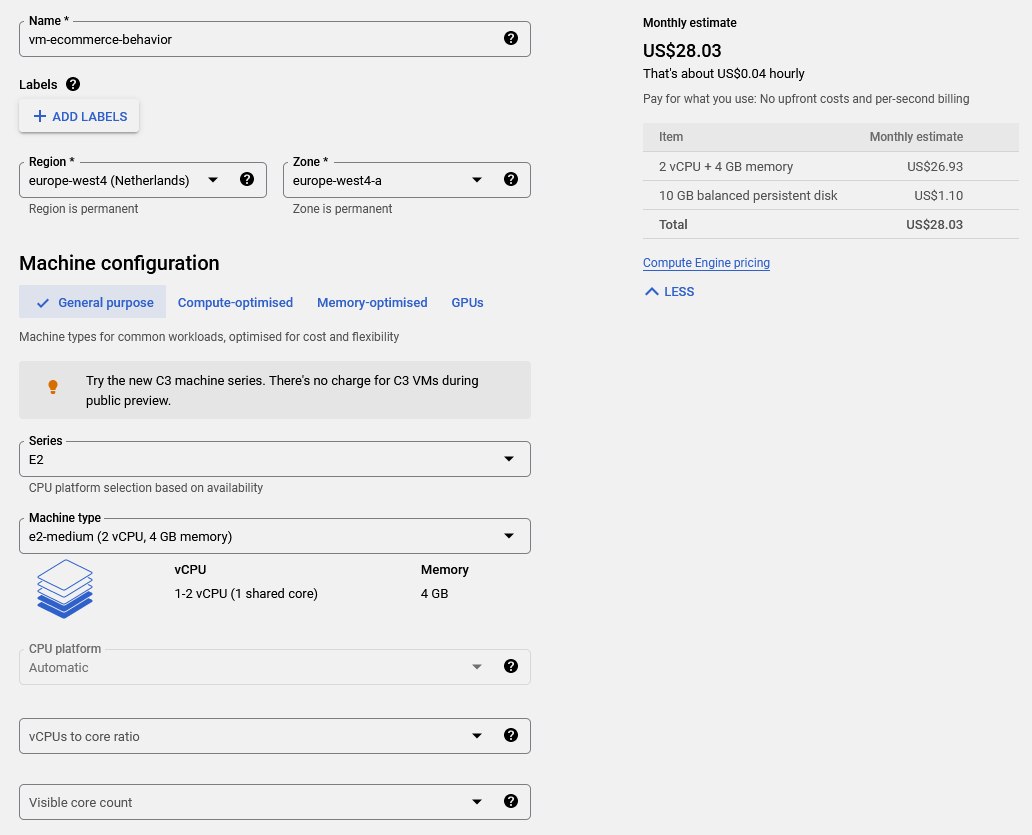 Name *
vm-ecommerce-behavior
Labels
ADD LABELS
Region *
europe-west4 (Netherlands)
Region is permanent
Zone *
europe-west4-a
Zone is permanent
Machine configuration
General purpose
Compute-optimised
Memory-optimised
GPUs
Machine types for common workloads, optimised for cost and flexibility
Try the new C3 machine series. There's no charge for C3 VMs during
public preview.
Series
E2
CPU platform selection based on availability
Machine type
e2-medium (2 vCPU, 4 GB memory)
vCPU
1-2 vCPU (1 shared core)
Memory
4 GB
CPU platform
Automatic
vCPUs to core ratio
Visible core count
Monthly estimate
US$28.03
That's about US$0.04 hourly
Pay for what you use: No upfront costs and per-second billing
Item Monthly estimate
2 vCPU + 4 GB memory US$26.93
10 GB balanced persistent disk US$1.10
Total US$28.03
Compute Engine pricing
LESS